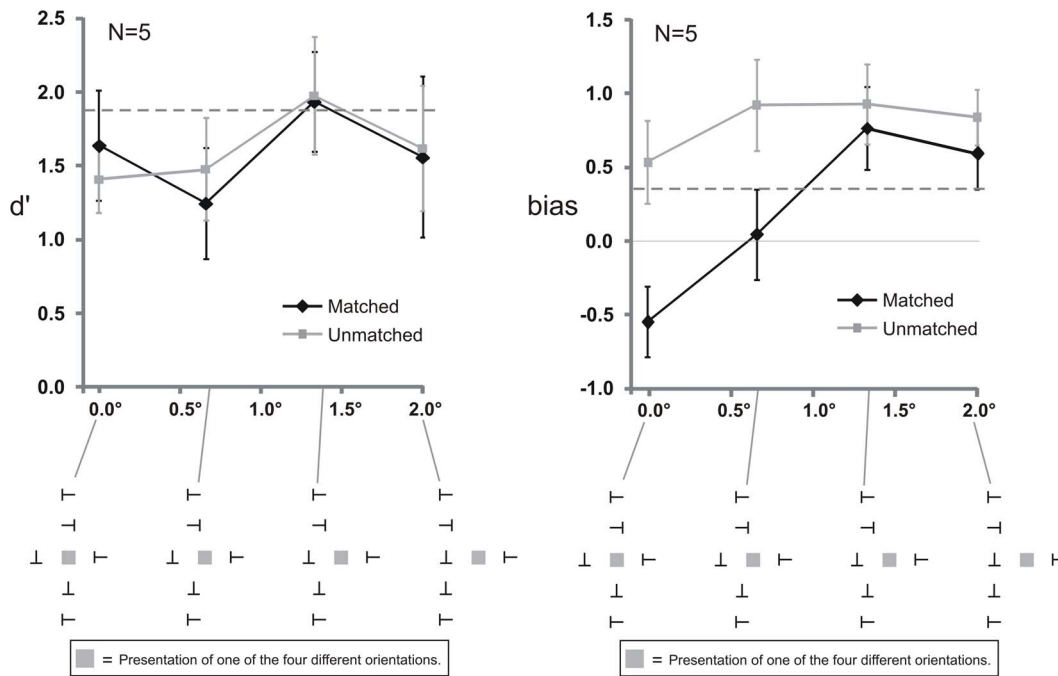 2.5
N=5
2.0
1.5
d'
1.0
Matched
0.5
Unmatched
0.0
0.0° 0.5° 1.0° 1.5° 2.0°
= Presentation of one of the four different orientations.
1.5
N=5
1.0
0.5
bias
0.0
Matched
-0.5
Unmatched
-1.0
0.0° 0.5° 1.0° 1.5° 2.0°
= Presentation of one of the four different orientations.